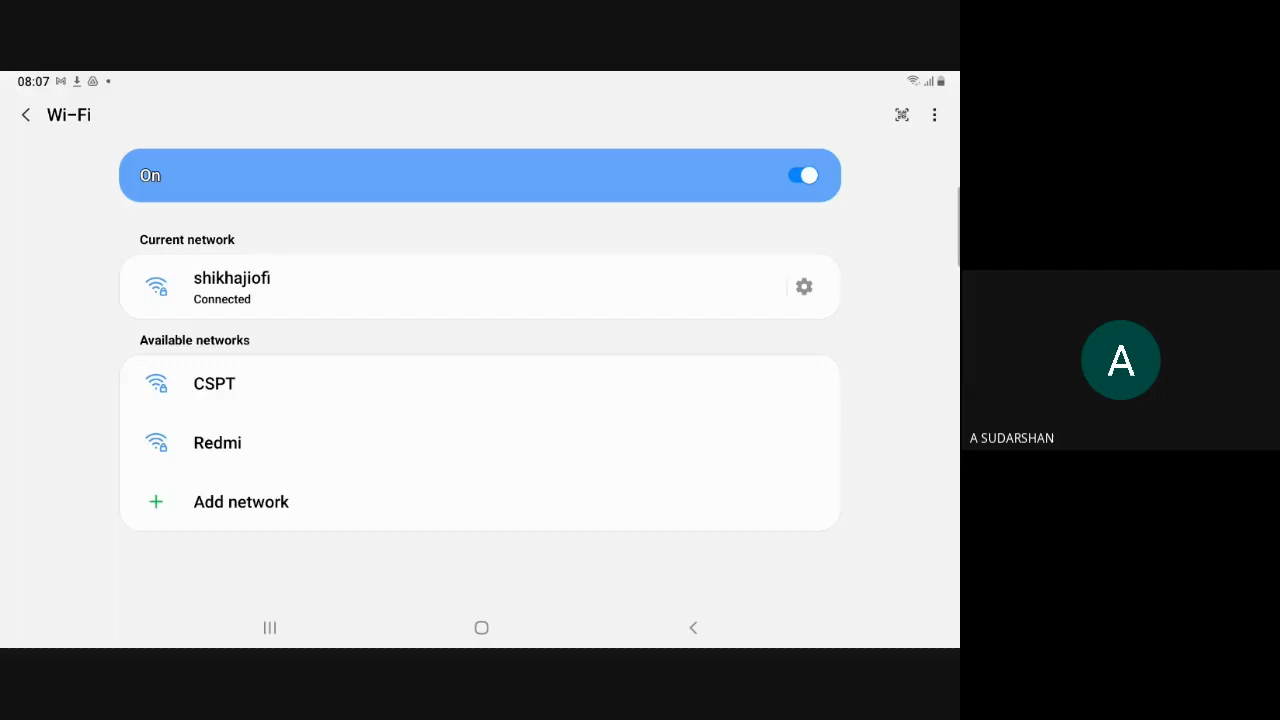 08:07
Wi-Fi
On
Current network
shikhajiofi
Connected
Available networks
CSPT
Redmi
Add network
A
A SUDARSHAN